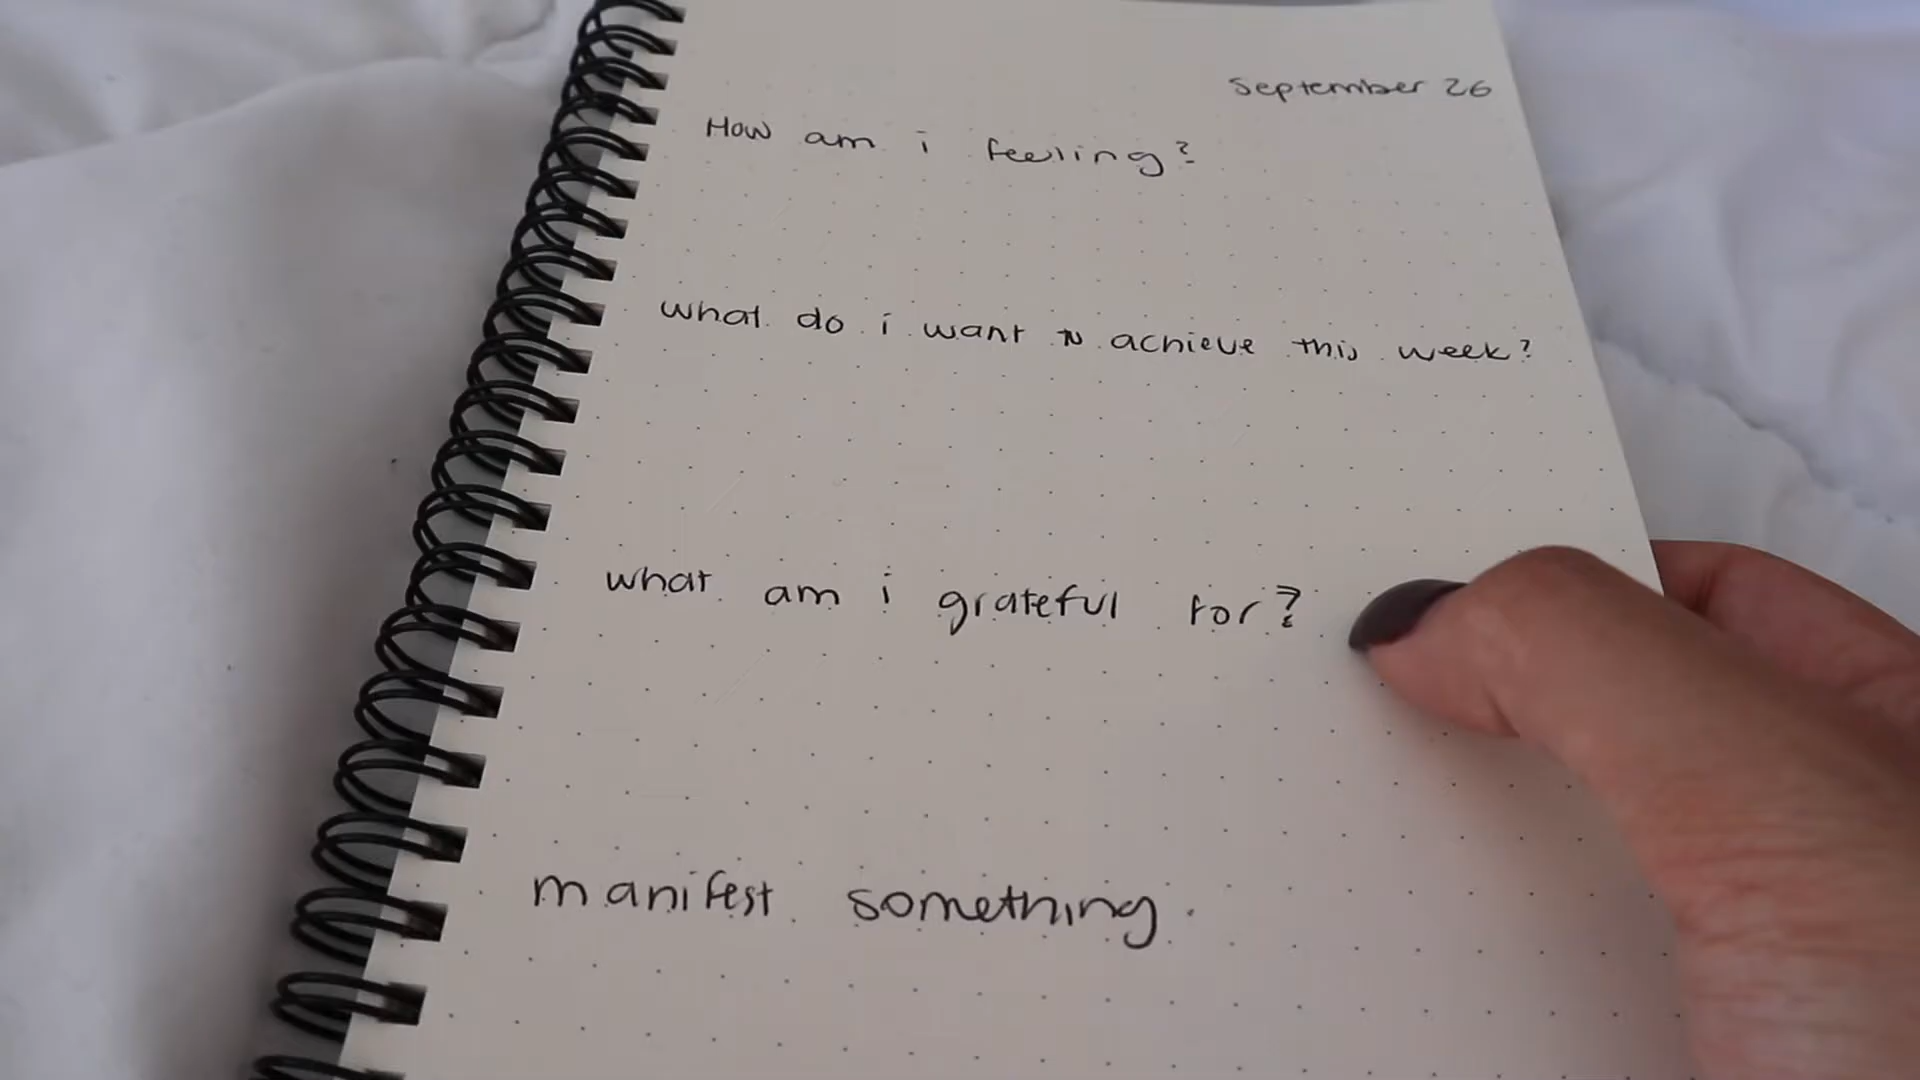 September 26
How am i feeling?
what do i want to achieve this week?
what am i grateful for?
manifest something.